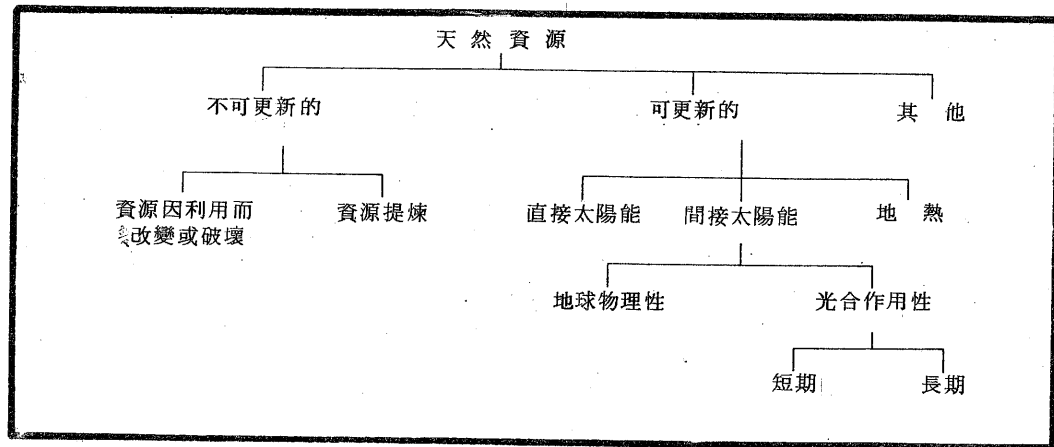 天然資源
不可更新的
可更新的
其他
資源因利用而
改變或破壞
資源提煉
直接太陽能
間接太陽能
地熱
地球物理性
光合作用性
短期
長期